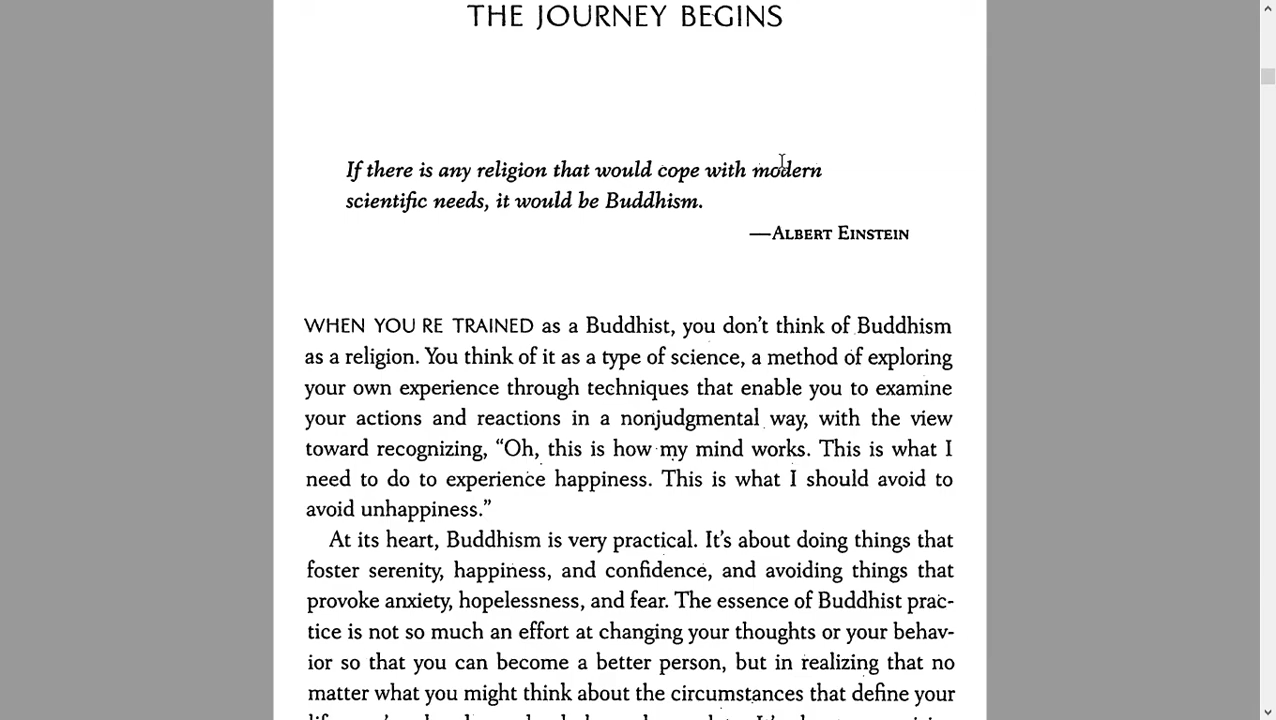 THE JOURNEY BEGINS
If there is any religion that would cope with modern
scientific needs, it would be Buddhism.
—ALBERT EINSTEIN
WHEN YOU RE TRAINED as a Buddhist, you don't think of Buddhism
as a religion. You think of it as a type of science, a method of exploring
your own experience through techniques that enable you to examine
your actions and reactions in a nonjudgmental way, with the view
toward recognizing, “Oh, this is how my mind works. This is what I
need to do to experience happiness. This is what I should avoid to
avoid unhappiness.”
At its heart, Buddhism is very practical. It's about doing things that
foster serenity, happiness, and confidence, and avoiding things that
provoke anxiety, hopelessness, and fear. The essence of Buddhist prac-
tice is not so much an effort at changing your thoughts or your behav-
ior so that you can become a better person, but in realizing that no
matter what you might think about the circumstances that define your